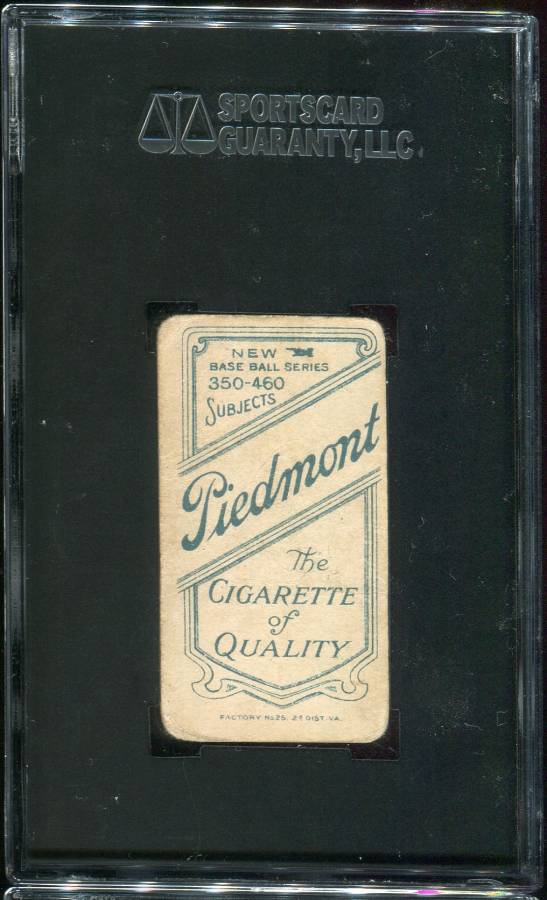 SPORTSCARD
GUARANTY, LLC.
NEW
BASE BALL SERIES
350-460
SUBJECTS
Piedmont
The
CIGARETTE
of
QUALITY
FACTORY No 25, 2d DIST. VA.